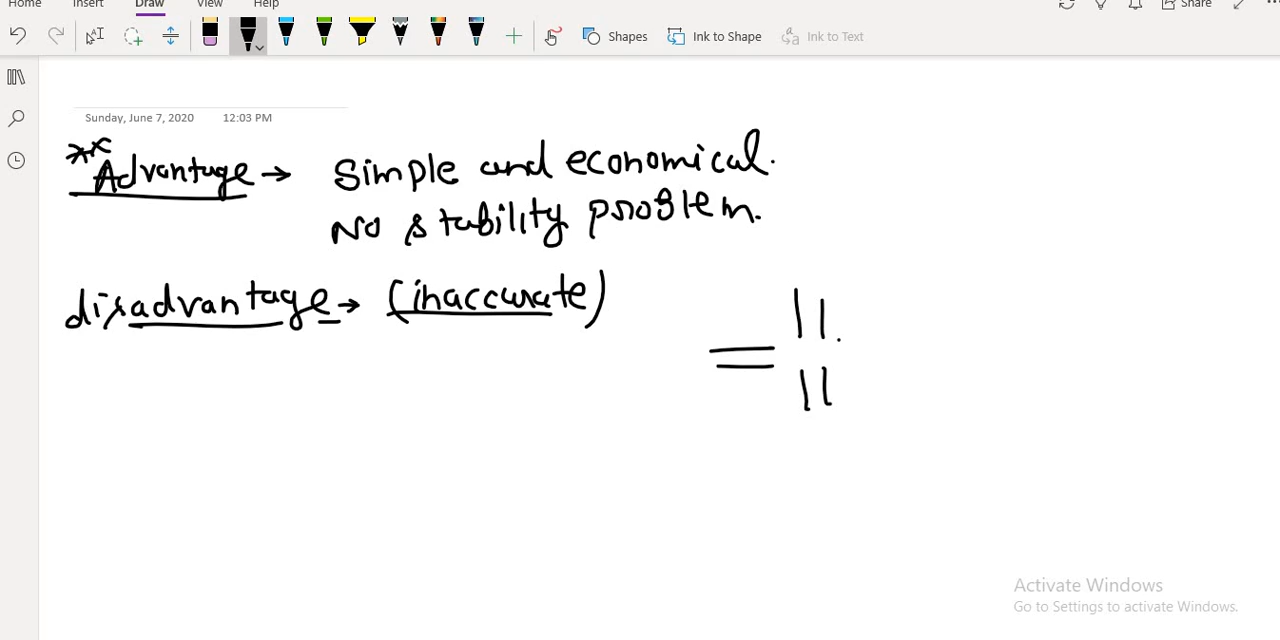 Home Insert Draw View Help Share
Shapes Ink to Shape Ink to Text
Sunday, June 7, 2020 12:03 PM
**Advantage → Simple and economical.
No stability problem.
disadvantage → (inaccurate)
Activate Windows
Go to Settings to activate Windows.